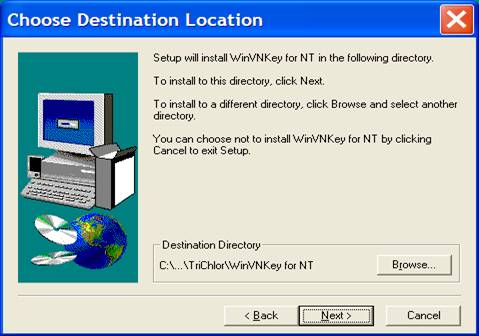 Choose Destination Location
Setup will install WinVNKey for NT in the following directory.
To install to this directory, click Next.
To install to a different directory, click Browse and select another
directory.
You can choose not to install WinVNKey for NT by clicking
Cancel to exit Setup.
Destination Directory
C:\...\TriChlor\WinVNKey for NT
Browse...
< Back
Next >
Cancel